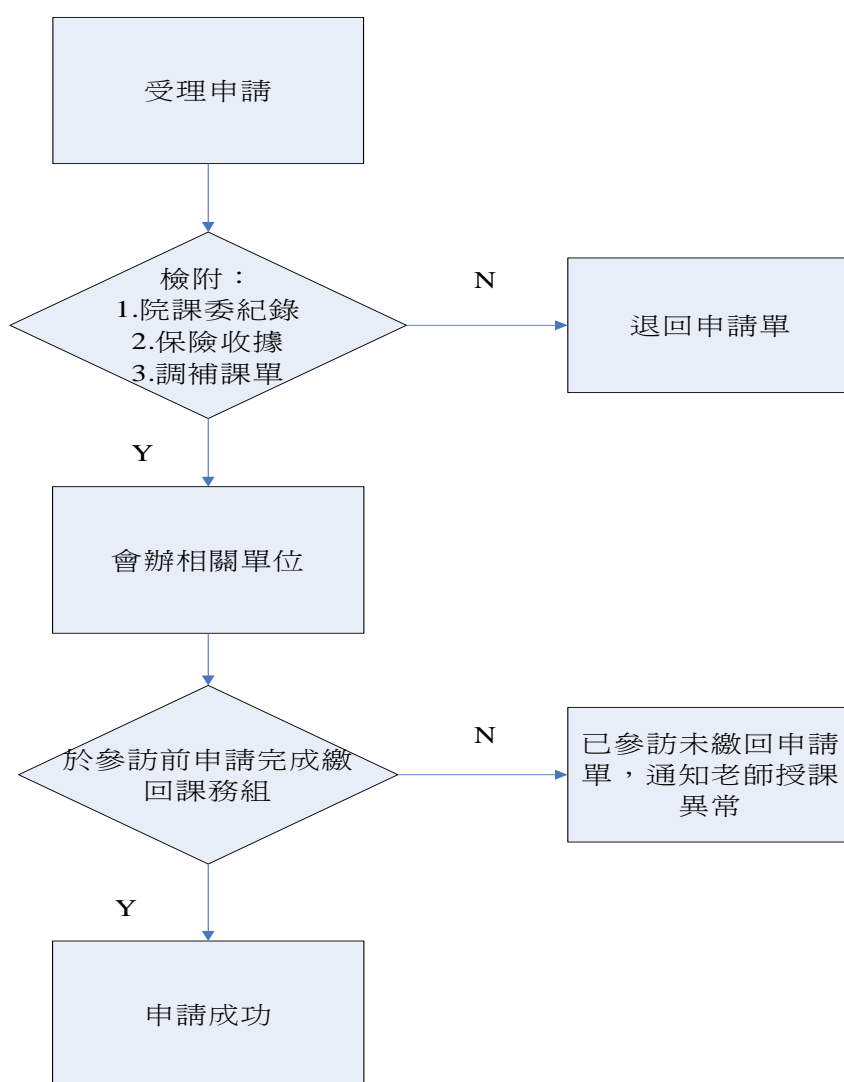 受理申請
檢附：
1.院課委紀錄
2.保險收據
3.調補課單
N
退回申請單
Y
會辦相關單位
於參訪前申請完成繳
回課務組
N
已參訪未繳回申請
單，通知老師授課
異常
Y
申請成功